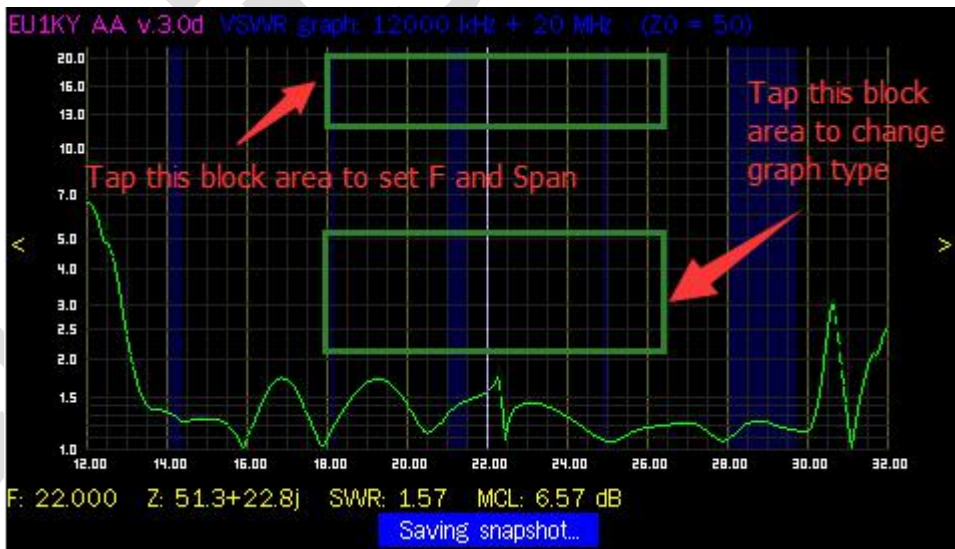 EU1KY AA v.3.0d VSWR graph: 12000 kHz + 20 MHz (Z0 = 50)
20.0
16.0
13.0
10.0
7.0
5.0
4.0
3.0
2.5
2.0
1.5
1.0
Tap this block area to set F and Span
Tap this block
area to change
graph type
<
>
12.00 14.00 16.00 18.00 20.00 22.00 24.00 26.00 28.00 30.00 32.00
F: 22.000 Z: 51.3+22.8j SWR: 1.57 MCL: 6.57 dB
Saving snapshot...